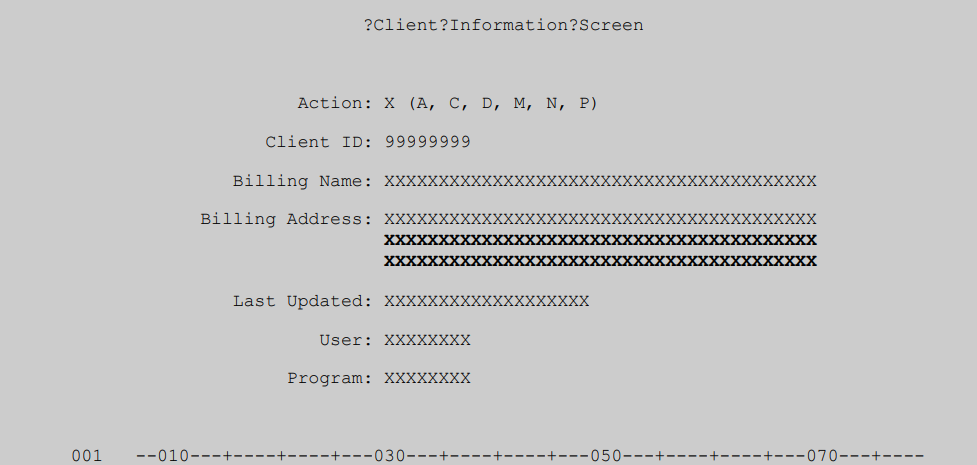 ?Client?Information?Screen
Action: X (A, C, D, M, N, P)
Client ID: 99999999
Billing Name: XXXXXXXXXXXXXXXXXXXXXXXXXXXXXXXXXXXXXXXX
Billing Address: XXXXXXXXXXXXXXXXXXXXXXXXXXXXXXXXXXXXXXXX
XXXXXXXXXXXXXXXXXXXXXXXXXXXXXXXXXXXXXXXX
XXXXXXXXXXXXXXXXXXXXXXXXXXXXXXXXXXXXXXXX
Last Updated: XXXXXXXXXXXXXXXXXXX
User: XXXXXXXX
Program: XXXXXXXX
001   --010---+----+----+---030---+----+----+---050---+----+----+---070---+----